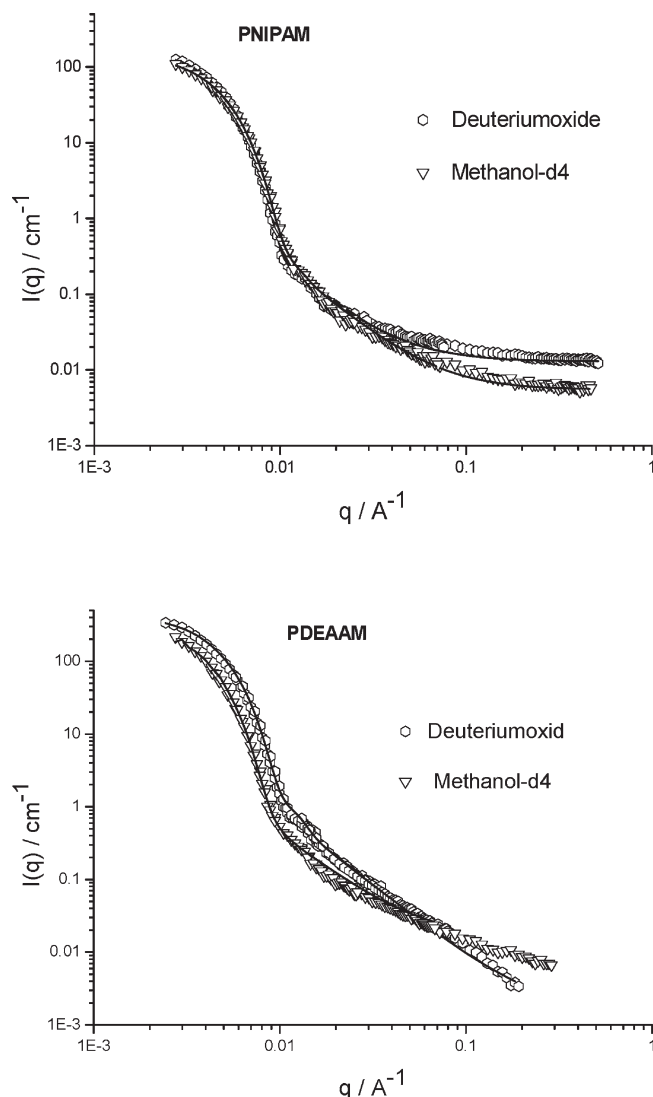 PNIPAM
100
10
1
0.1
0.01
1E-3
I(q) / cm⁻¹
Deuteriumoxide
Methanol-d4
1E-3
0.01
0.1
1
q / A⁻¹
PDEAAM
100
10
1
0.1
0.01
1E-3
I(q) / cm⁻¹
Deuteriumoxid
Methanol-d4
1E-3
0.01
0.1
1
q / A⁻¹